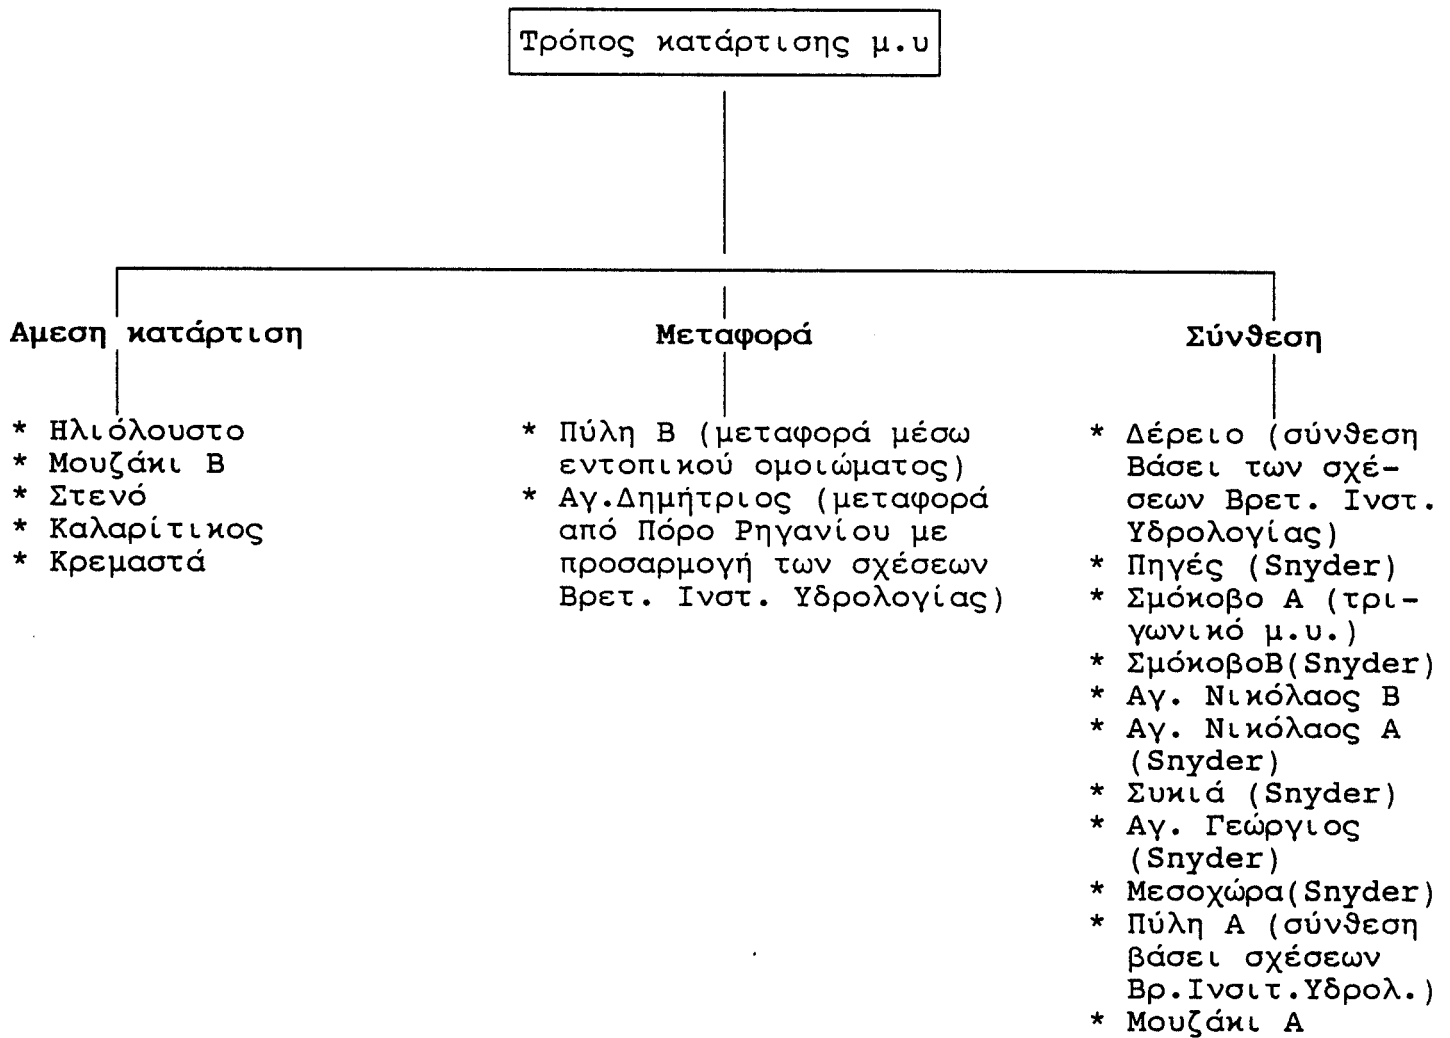 Τρόπος κατάρτισης μ.υ
Αμεση κατάρτιση
* Ηλιόλουστο
* Μουζάκι Β
* Στενό
* Καλαρίτικος
* Κρεμαστά
Μεταφορά
* Πύλη Β (μεταφορά μέσω
εντοπικού ομοιώματος)
* Αγ.Δημήτριος (μεταφορά
από Πόρο Ρηγανίου με
προσαρμογή των σχέσεων
Βρετ. Ινστ. Υδρολογίας)
Σύνθεση
* Δέρειο (σύνθεση
Βάσει των σχέ-
σεων Βρετ. Ινστ.
Υδρολογίας)
* Πηγές (Snyder)
* Σμόκοβο Α (τρι-
γωνικό μ.υ.)
* ΣμόκοβοΒ(Snyder)
* Αγ. Νικόλαος Β
* Αγ. Νικόλαος Α
(Snyder)
* Συκιά (Snyder)
* Αγ. Γεώργιος
(Snyder)
* Μεσοχώρα(Snyder)
* Πύλη Α (σύνθεση
βάσει σχέσεων
Βρ.Ινσιτ.Υδρολ.)
* Μουζάκι Α